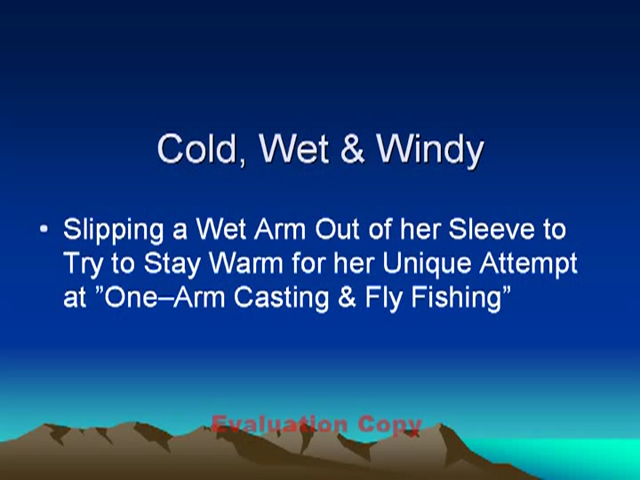 Cold, Wet & Windy
• Slipping a Wet Arm Out of her Sleeve to
Try to Stay Warm for her Unique Attempt
at ”One–Arm Casting & Fly Fishing”
Evaluation Copy